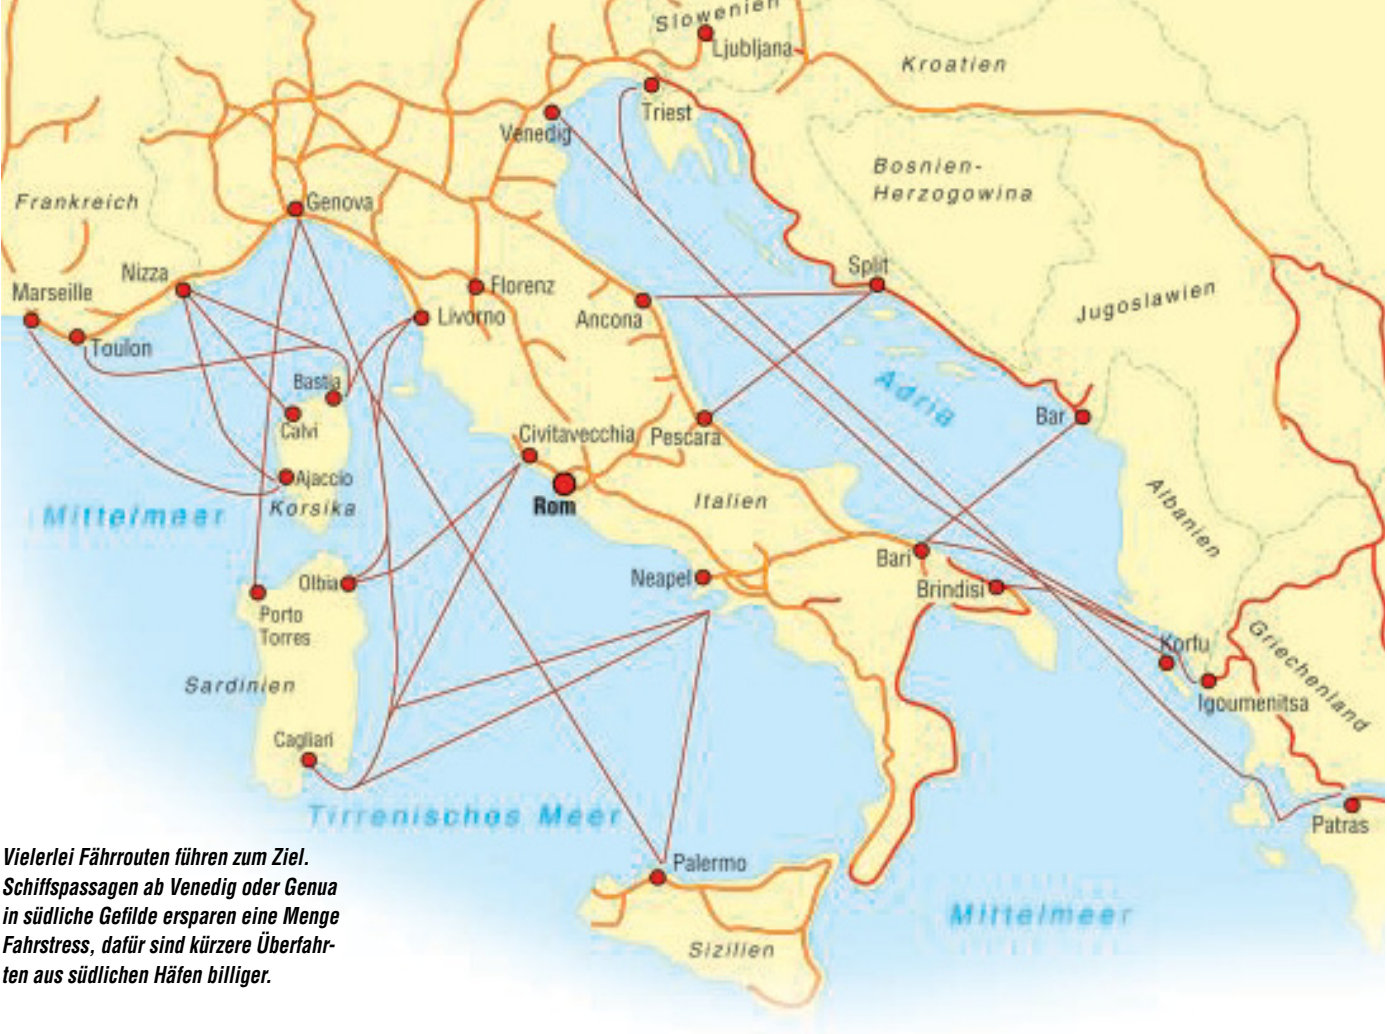 Slowenien
Ljubljana
Kroatien
Triest
Venedig
Bosnien-
Herzogowina
Frankreich
Genova
Split
Nizza
Florenz
Marseille
Livorno
Ancona
Jugoslawien
Toulon
Bastia
Adria
Calvi
Civitavecchia
Pescara
Bar
Ajaccio
Korsika
Rom
Italien
Albanien
Mittelmeer
Bari
Olbia
Neapel
Brindisi
Porto
Torres
Korfu
Griechenland
Sardinien
Igoumenitsa
Cagliari
Tirrenisches Meer
Patras
Palermo
Mittelmeer
Sizilien
Vielerlei Fährrouten führen zum Ziel.
Schiffspassagen ab Venedig oder Genua
in südliche Gefilde ersparen eine Menge
Fahrstress, dafür sind kürzere Überfahr-
ten aus südlichen Häfen billiger.